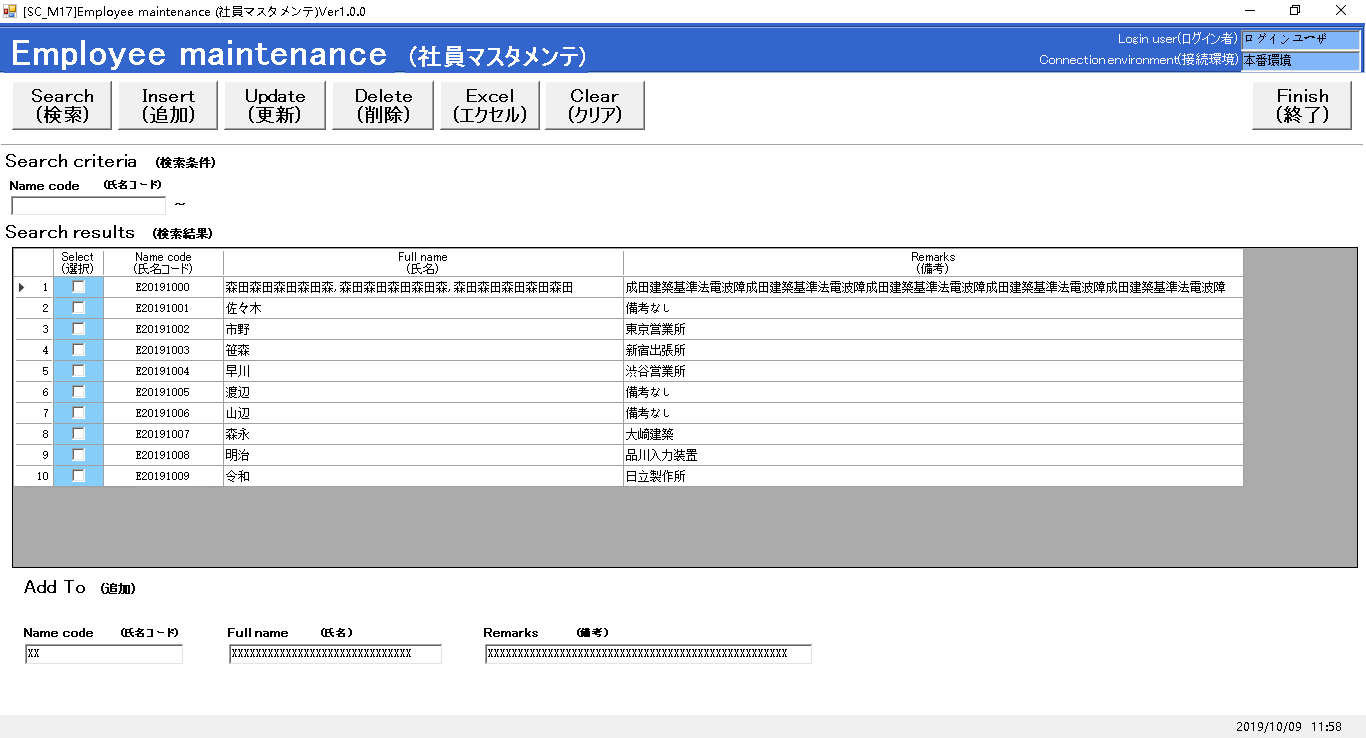 [SC_M17]Employee maintenance (社員マスタメンテ)Ver1.0.0
Employee maintenance (社員マスタメンテ)
Login user(ログイン者) ログインユーザ
Connection environment(接続環境) 本番環境
Search Insert Update Delete Excel Clear Finish
(検索) (追加) (更新) (削除) (エクセル) (クリア) (終了)
Search criteria (検索条件)
Name code (氏名コード)
~
Search results (検索結果)
Select Name code Full name Remarks
(選択) (氏名コード) (氏名) (備考)
1 E20191000 森田森田森田森田森,森田森田森田森田森,森田森田森田森田森田 成田建築基準法電波障成田建築基準法電波障成田建築基準法電波障成田建築基準法電波障成田建築基準法電波障
2 E20191001 佐々木 備考なし
3 E20191002 市野 東京営業所
4 E20191003 笹森 新宿出張所
5 E20191004 早川 渋谷営業所
6 E20191005 渡辺 備考なし
7 E20191006 山辺 備考なし
8 E20191007 森永 大崎建築
9 E20191008 明治 品川入力装置
10 E20191009 令和 日立製作所
Add To (追加)
Name code (氏名コード) Full name (氏名) Remarks (備考)
XX XXXXXXXXXXXXXXXXXXXXXXXXXXXXXX XXXXXXXXXXXXXXXXXXXXXXXXXXXXXXXXXXXXXXXXXXXXXXXXXX
2019/10/09 11:58